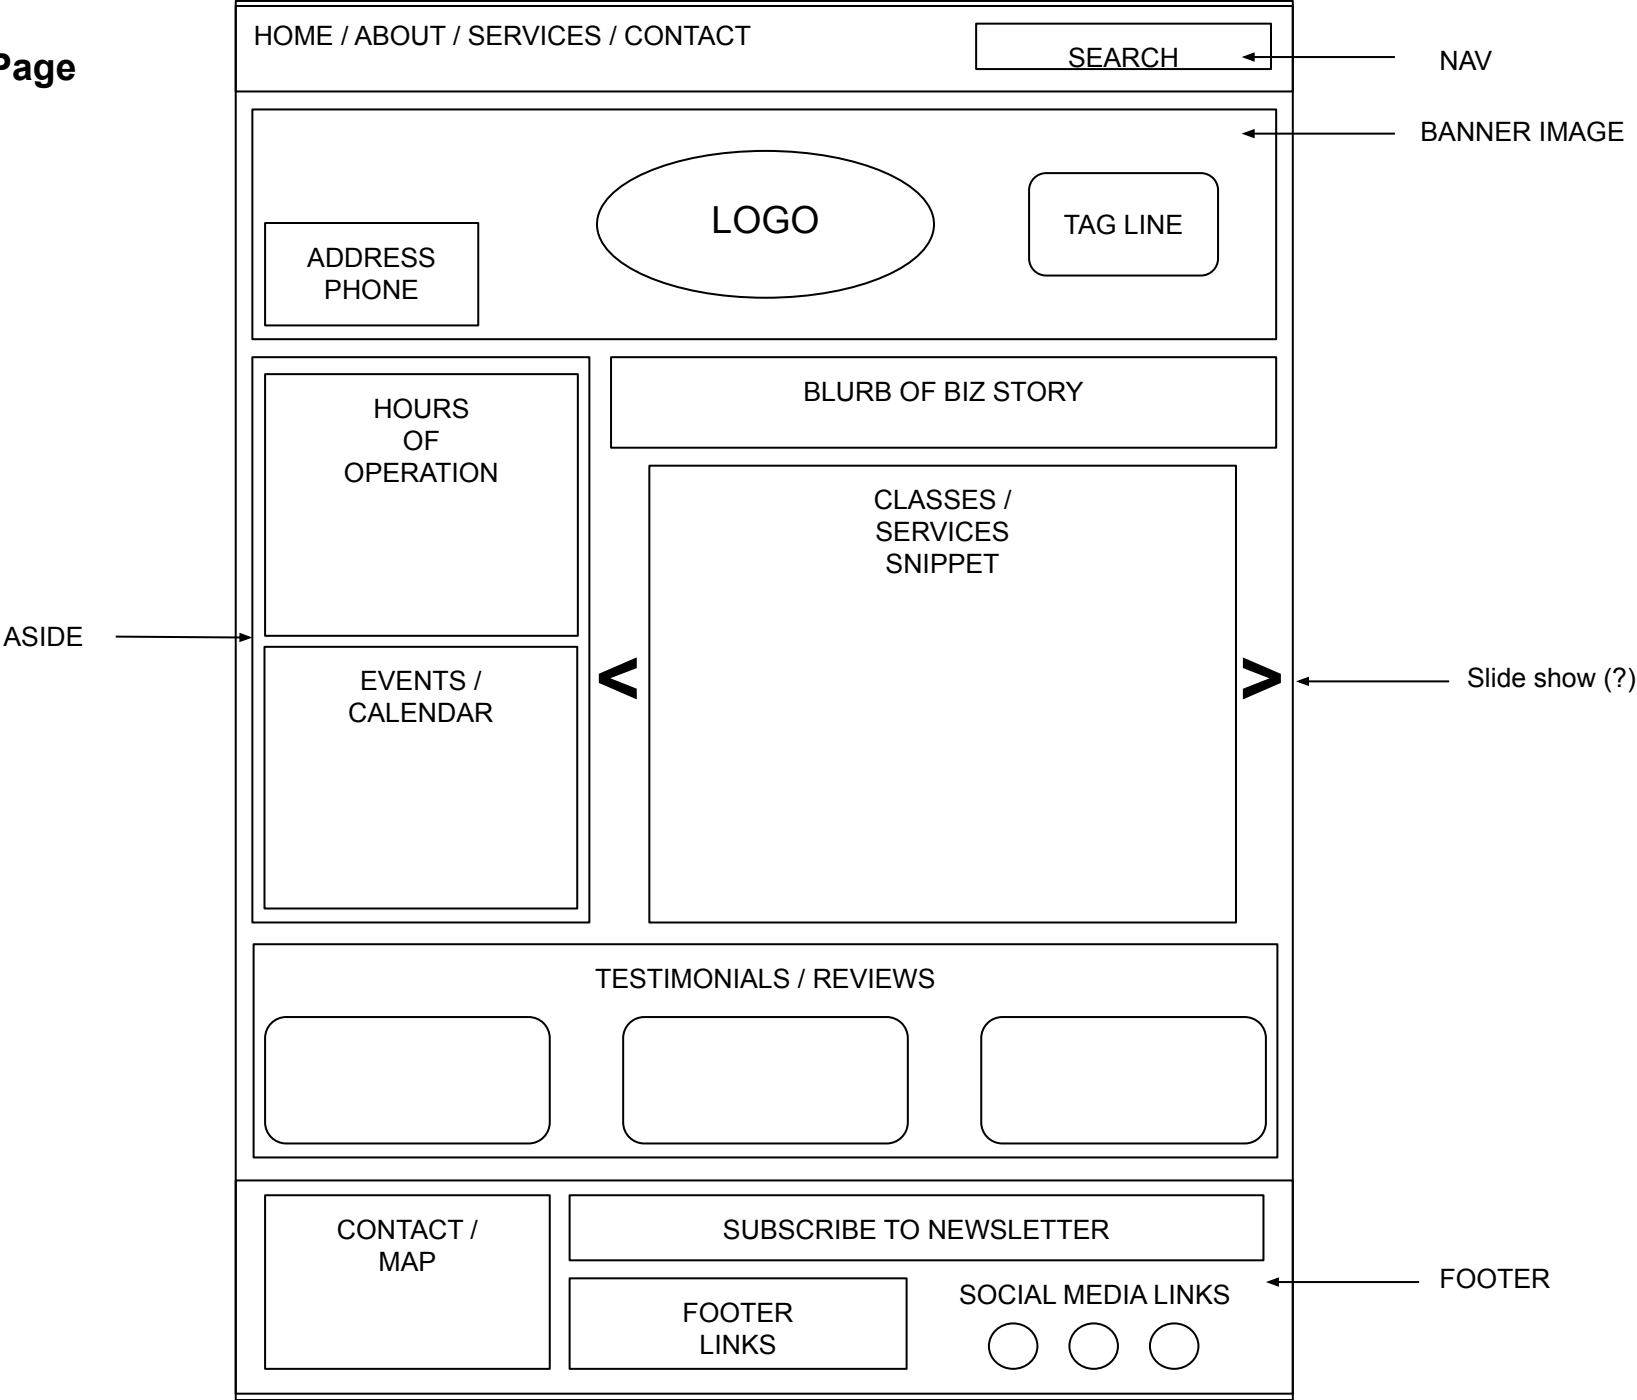 Page
HOME / ABOUT / SERVICES / CONTACT
SEARCH
NAV
BANNER IMAGE
LOGO
TAG LINE
ADDRESS
PHONE
HOURS
OF
OPERATION
BLURB OF BIZ STORY
CLASSES /
SERVICES
SNIPPET
ASIDE
EVENTS /
CALENDAR
<
>
Slide show (?)
TESTIMONIALS / REVIEWS
CONTACT /
MAP
SUBSCRIBE TO NEWSLETTER
FOOTER
LINKS
SOCIAL MEDIA LINKS
FOOTER